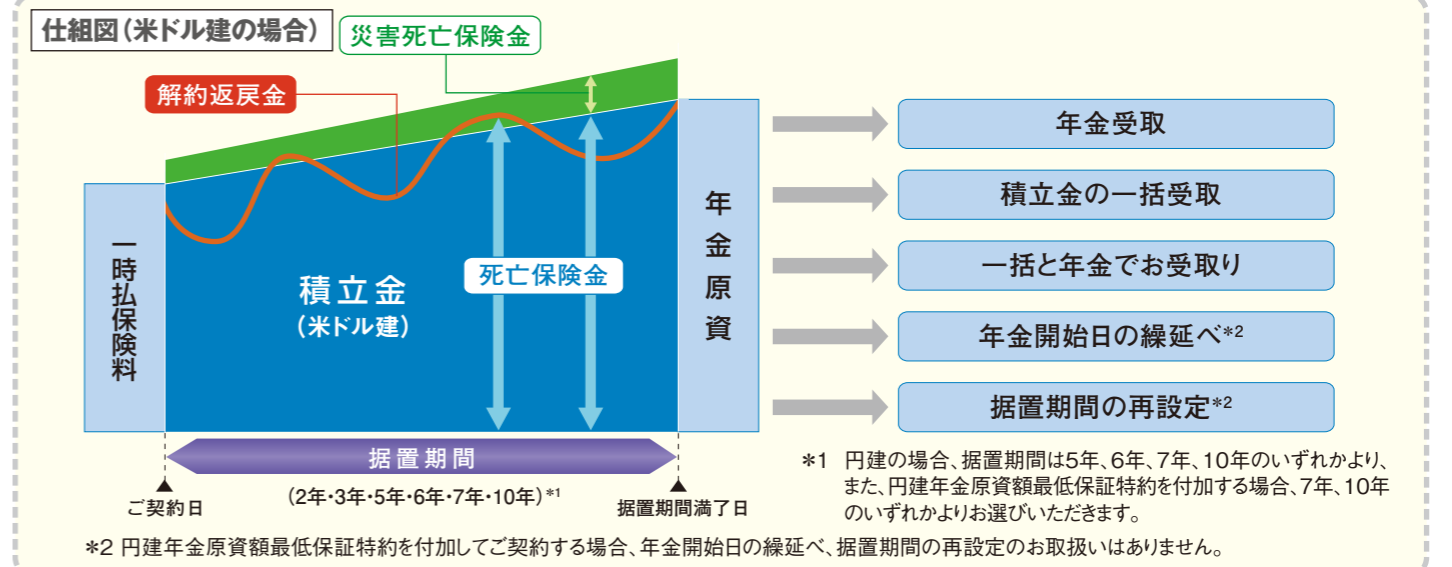 仕組図（米ドル建の場合）
災害死亡保険金
解約返戻金
一時払保険料
積立金
（米ドル建）
死亡保険金
年金原資
年金受取
積立金の一括受取
一括と年金でお受取り
年金開始日の繰延べ*2
据置期間の再設定*2
据置期間
ご契約日
（2年・3年・5年・6年・7年・10年）*1
据置期間満了日
*1 円建の場合、据置期間は5年、6年、7年、10年のいずれかより、
また、円建年金原資額最低保証特約を付加する場合、7年、10年
のいずれかよりお選びいただきます。
*2 円建年金原資額最低保証特約を付加してご契約する場合、年金開始日の繰延べ、据置期間の再設定のお取扱いはありません。